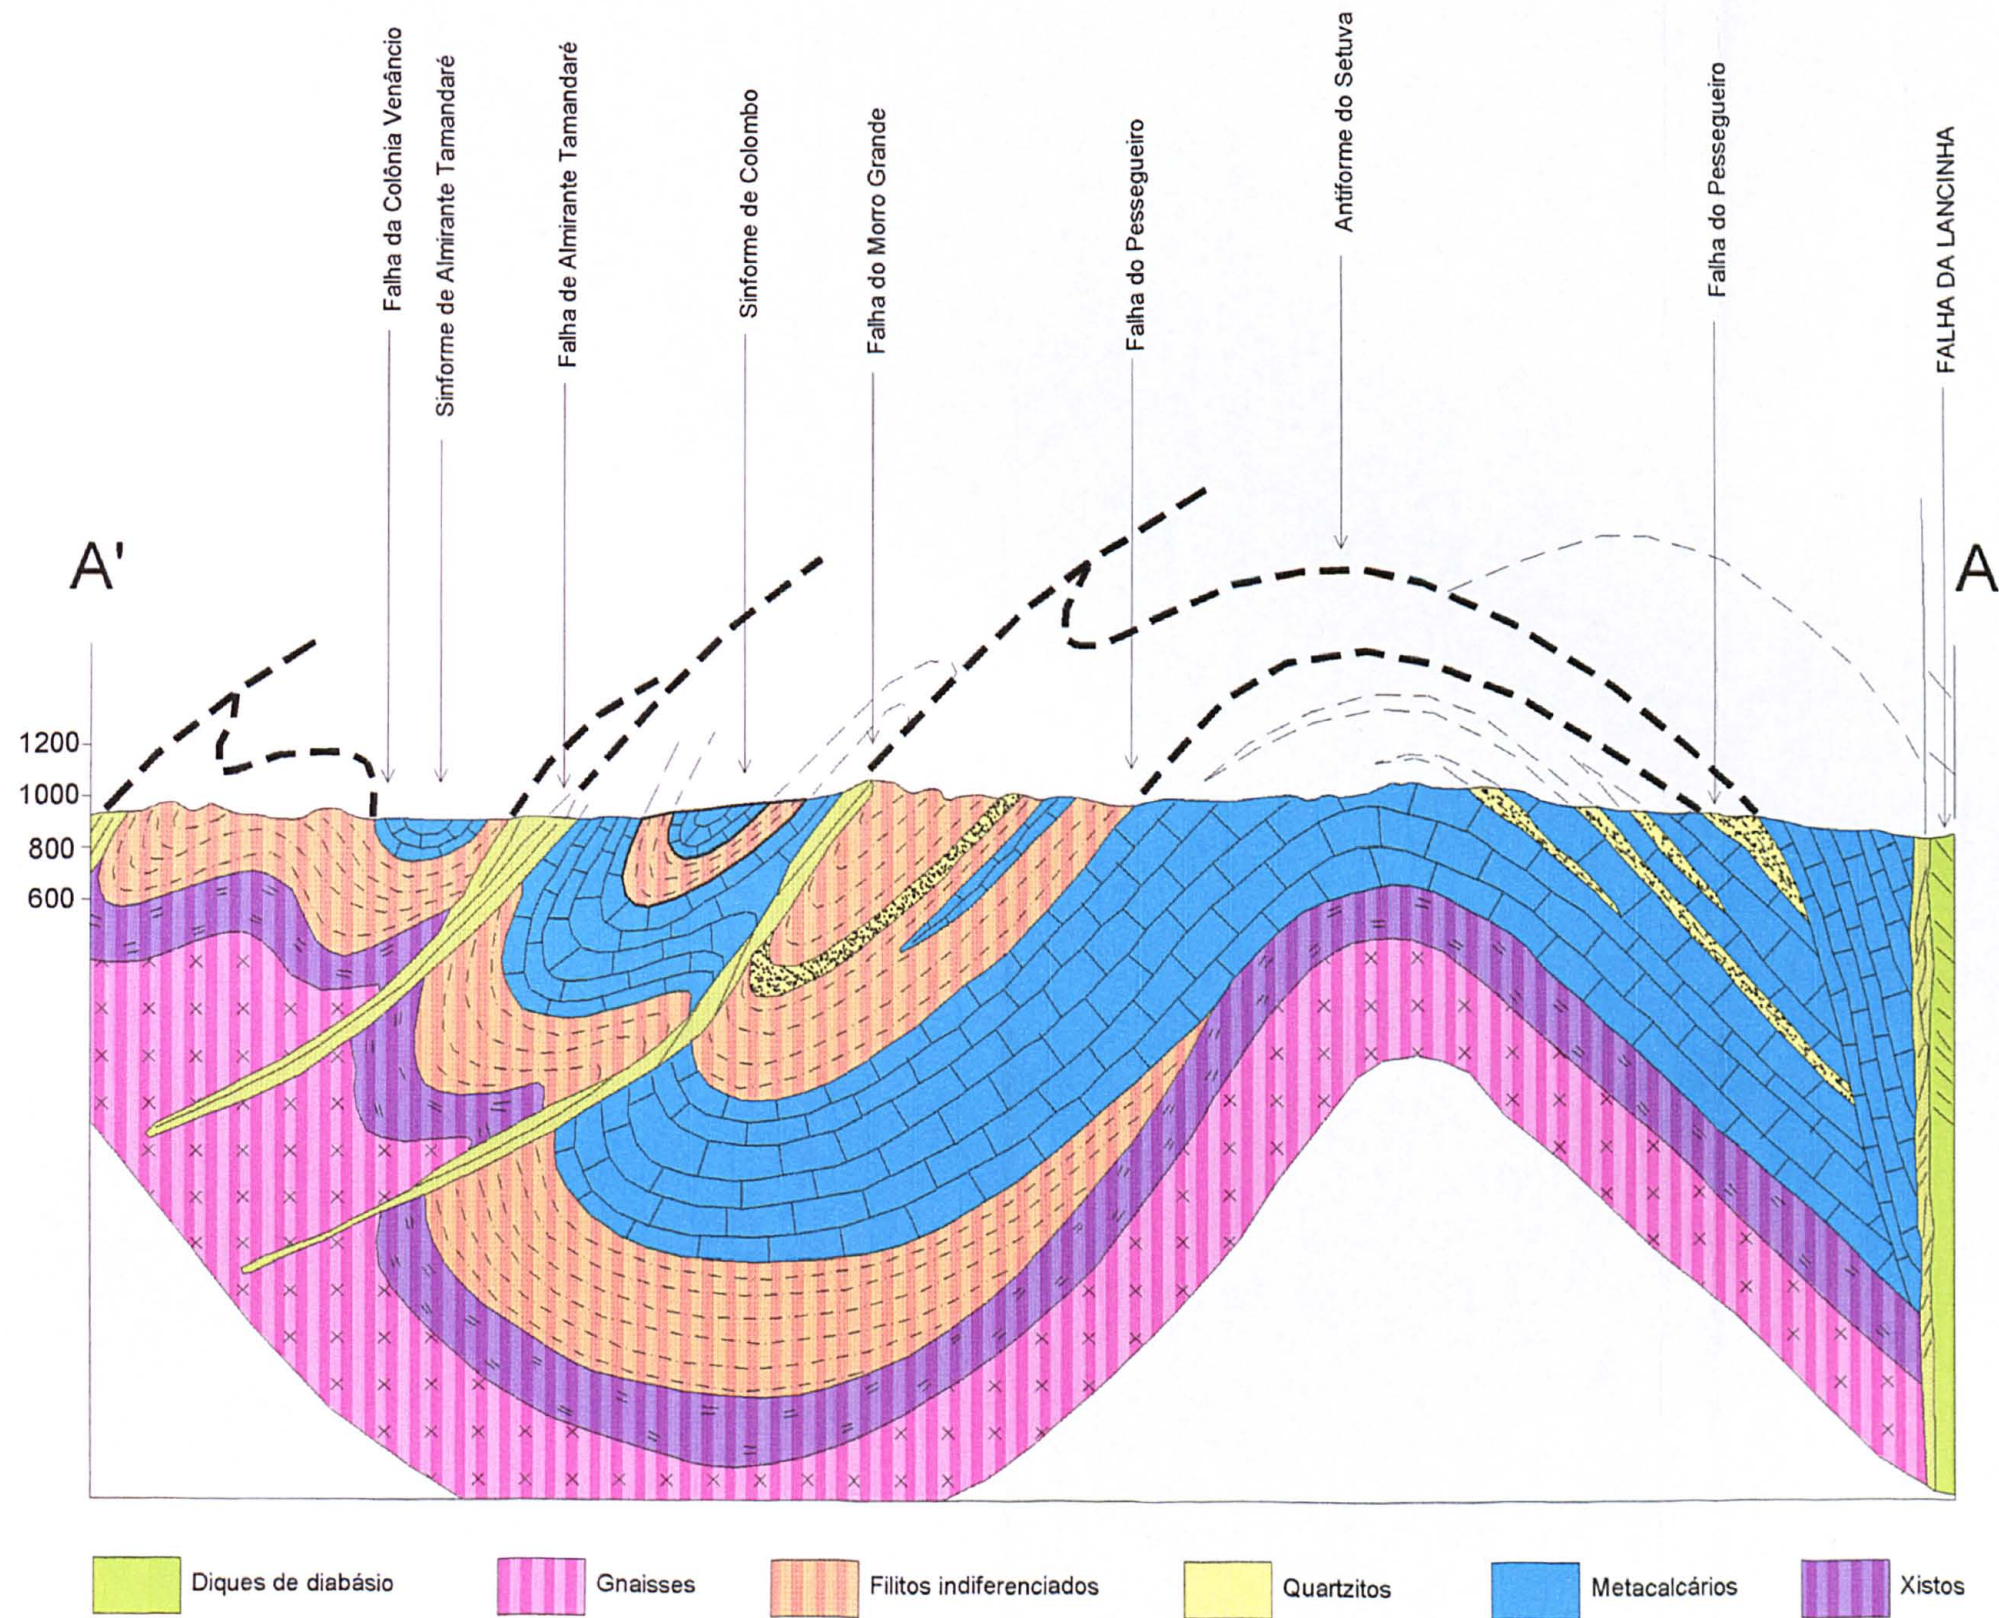 Falha da Colônia Venâncio
Sinforme de Almirante Tamandaré
Falha de Almirante Tamandaré
Sinforme de Colombo
Falha do Morro Grande
Falha do Pessegueiro
Antiforme do Setuva
Falha do Pessegueiro
FALHA DA LANCINHA
A'
A
1200
1000
800
600
Diques de diabásio
Gnaisses
Filitos indiferenciados
Quartzitos
Metacalcários
Xistos